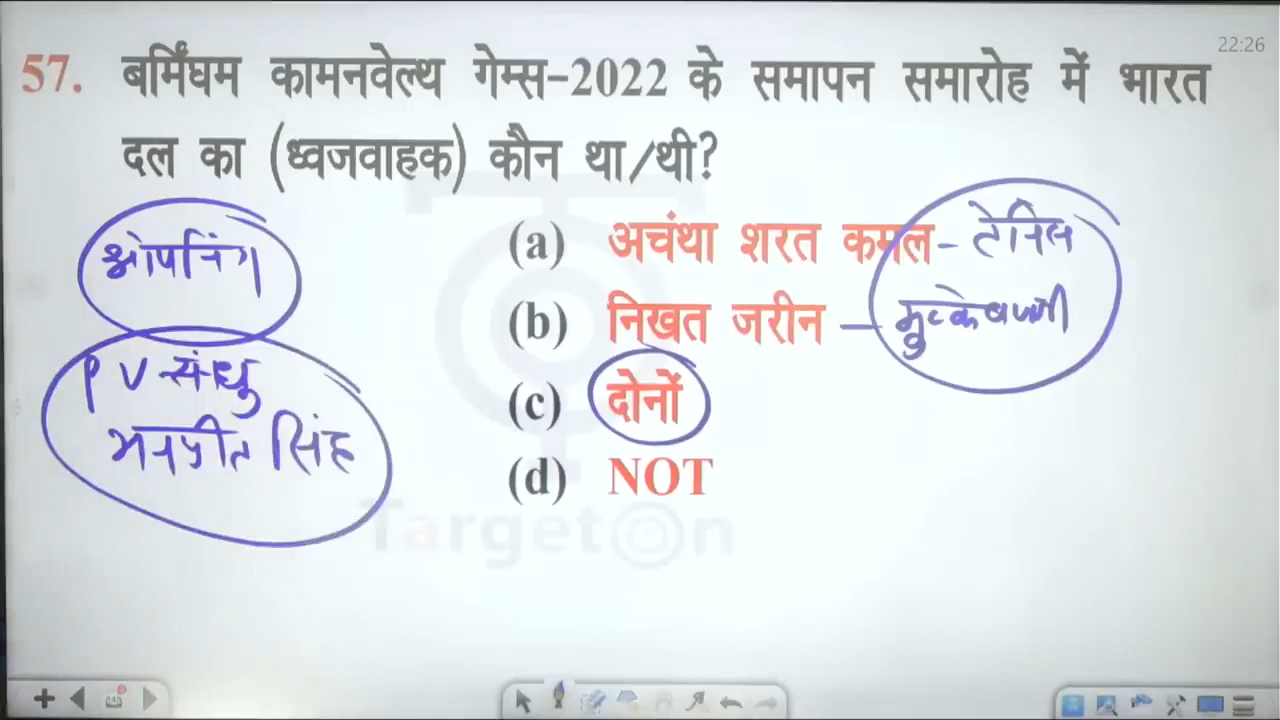 22:26
57. बर्मिंघम कामनवेल्थ गेम्स-2022 के समापन समारोह में भारत
दल का (ध्वजवाहक) कौन था/थी?
ओपनिंग
(a) अचंथा शरत कमल - टेनिस
(b) निखत जरीन - मुक्केबाजी
P V संधु
(c) दोनों
मनप्रीत सिंह
(d) NOT
TargetOn